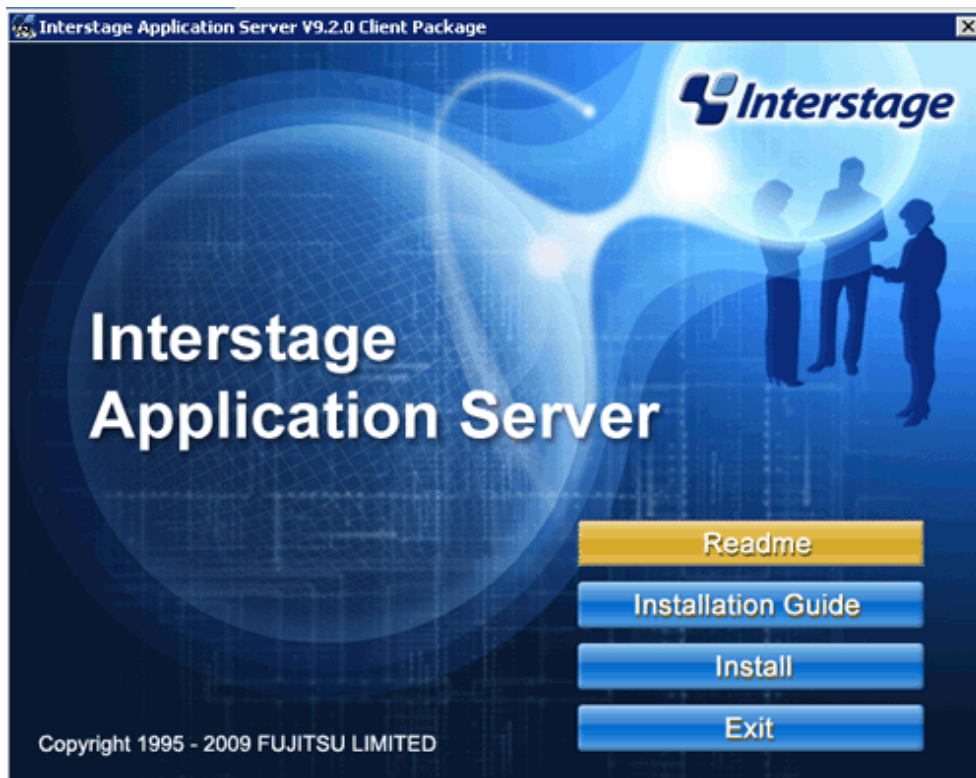 Interstage Application Server V9.2.0 Client Package
Interstage
Interstage
Application Server
Readme
Installation Guide
Install
Exit
Copyright 1995 - 2009 FUJITSU LIMITED